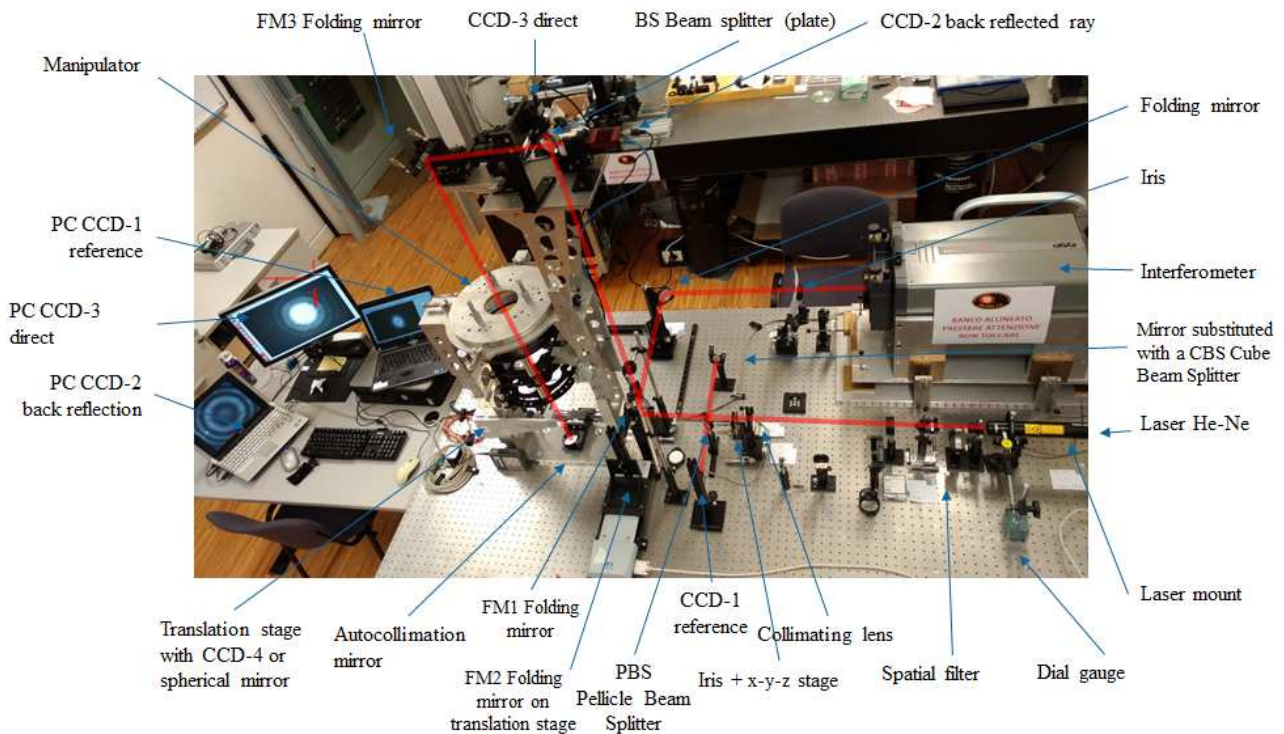 FM3 Folding mirror
CCD-3 direct
BS Beam splitter (plate)
CCD-2 back reflected ray
Manipulator
Folding mirror
Iris
PC CCD-1
reference
Interferometer
BANCO ALLINEATO
PRESTARE ATTENZIONE
NON TOCCARE
PC CCD-3
direct
Mirror substituted
with a CBS Cube
Beam Splitter
PC CCD-2
back reflection
Laser He-Ne
Laser mount
Translation stage
with CCD-4 or
spherical mirror
Autocollimation
mirror
FM1 Folding
mirror
FM2 Folding
mirror on
translation stage
PBS
Pellicle Beam
Splitter
CCD-1
reference
Iris + x-y-z stage
Collimating lens
Spatial filter
Dial gauge